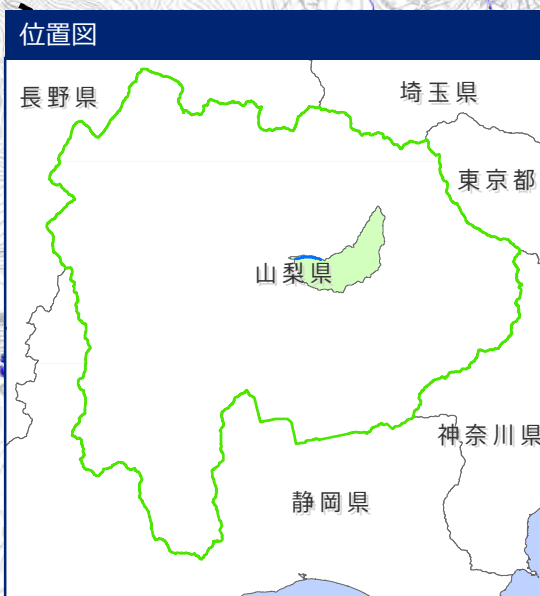 位置図
長野県
埼玉県
東京都
山梨県
神奈川県
静岡県